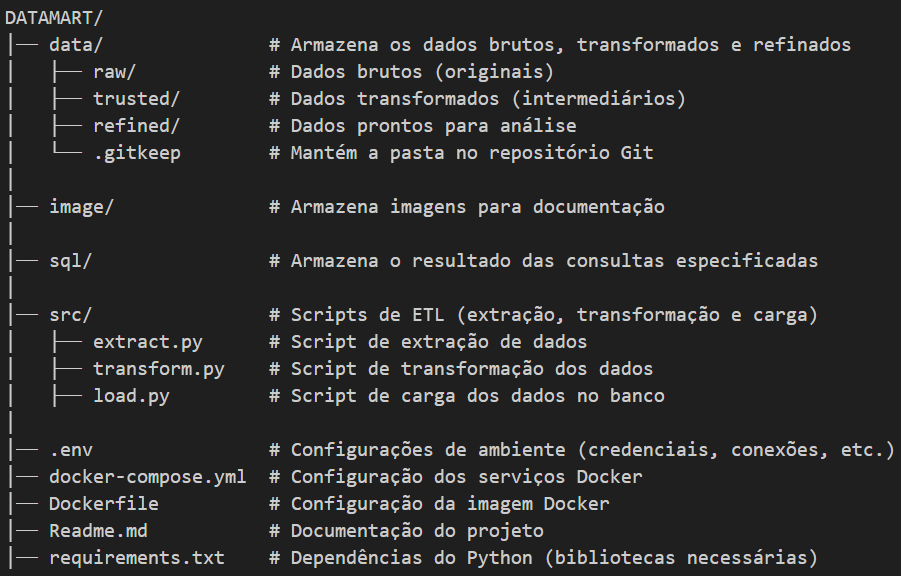 DATAMART/
│── data/               # Armazena os dados brutos, transformados e refinados
│   ├── raw/            # Dados brutos (originais)
│   ├── trusted/        # Dados transformados (intermediários)
│   ├── refined/        # Dados prontos para análise
│   └── .gitkeep        # Mantém a pasta no repositório Git
│
│── image/              # Armazena imagens para documentação
│
│── sql/                # Armazena o resultado das consultas especificadas
│
│── src/                # Scripts de ETL (extração, transformação e carga)
│   ├── extract.py      # Script de extração de dados
│   ├── transform.py    # Script de transformação dos dados
│   ├── load.py         # Script de carga dos dados no banco
│
│── .env                # Configurações de ambiente (credenciais, conexões, etc.)
│── docker-compose.yml  # Configuração dos serviços Docker
│── Dockerfile          # Configuração da imagem Docker
│── Readme.md           # Documentação do projeto
│── requirements.txt    # Dependências do Python (bibliotecas necessárias)